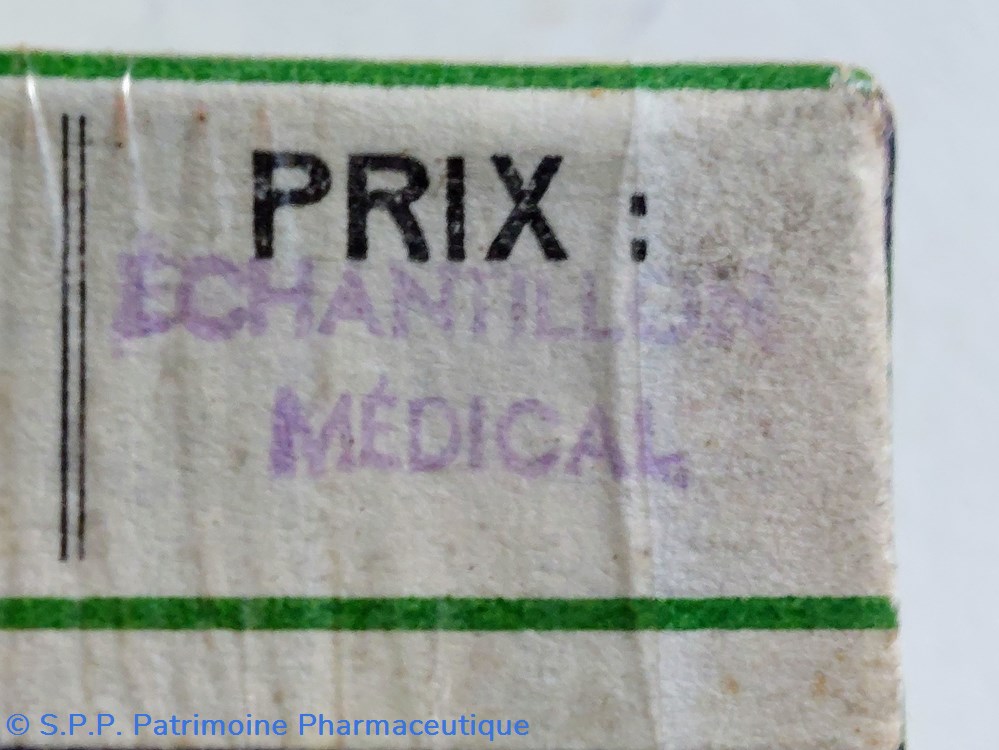 PRIX :
ÉCHANTILLON
MÉDICAL
© S.P.P. Patrimoine Pharmaceutique